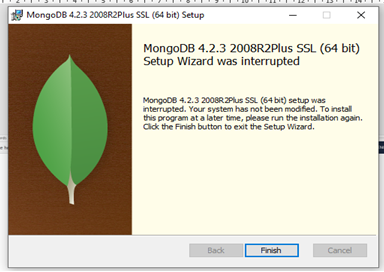 MongoDB 4.2.3 2008R2Plus SSL (64 bit) Setup
MongoDB 4.2.3 2008R2Plus SSL (64 bit)
Setup Wizard was interrupted
MongoDB 4.2.3 2008R2Plus SSL (64 bit) setup was
interrupted. Your system has not been modified. To install
this program at a later time, please run the installation again.
Click the Finish button to exit the Setup Wizard.
Back Finish Cancel